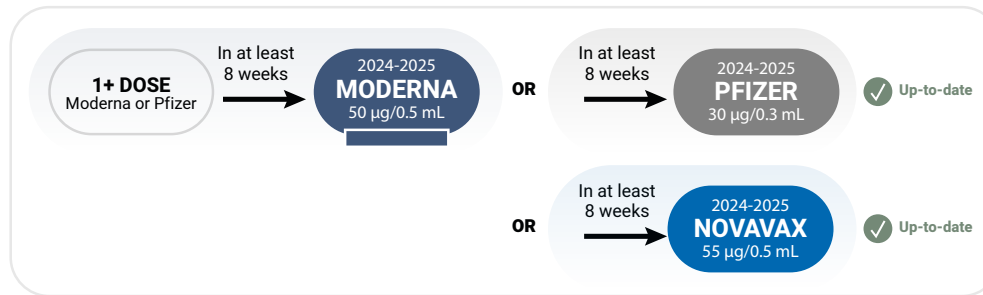 1+ DOSE
Moderna or Pfizer
In at least
8 weeks
2024-2025
MODERNA
50 µg/0.5 mL
OR
In at least
8 weeks
2024-2025
PFIZER
30 µg/0.3 mL
Up-to-date
OR
In at least
8 weeks
2024-2025
NOVAVAX
55 µg/0.5 mL
Up-to-date